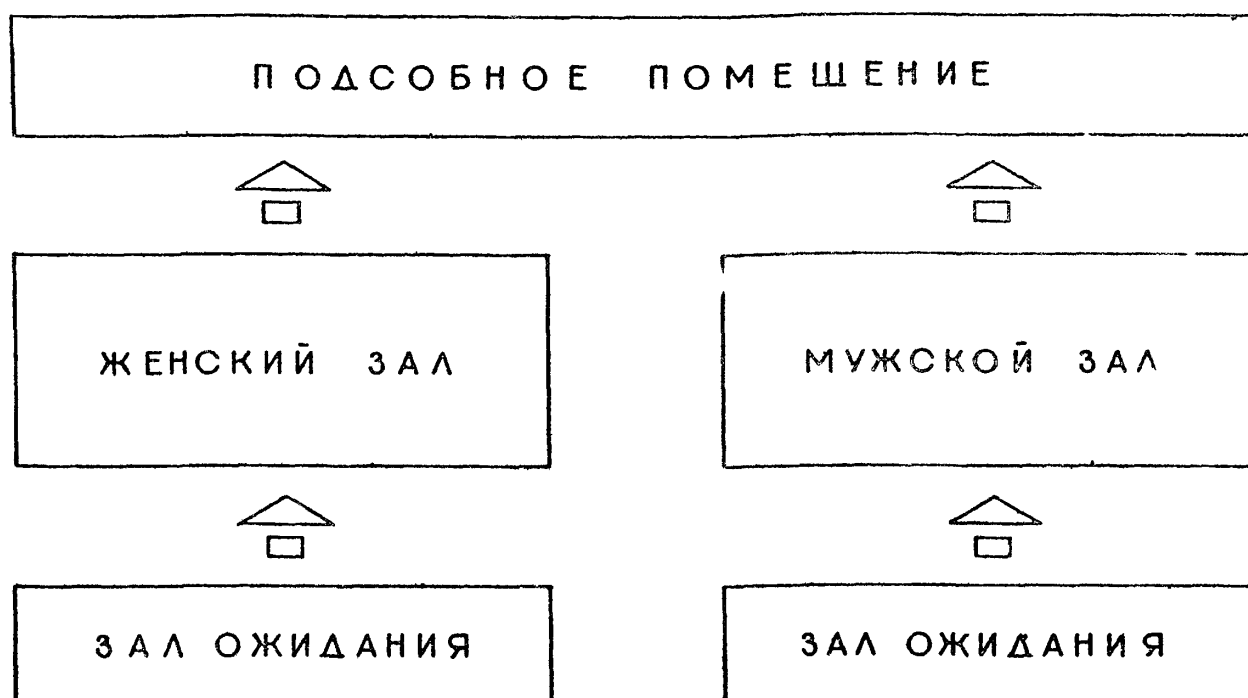 ПОДСОБНОЕ ПОМЕЩЕНИЕ
ЖЕНСКИЙ ЗАЛ
МУЖСКОЙ ЗАЛ
ЗАЛ ОЖИДАНИЯ
ЗАЛ ОЖИДАНИЯ